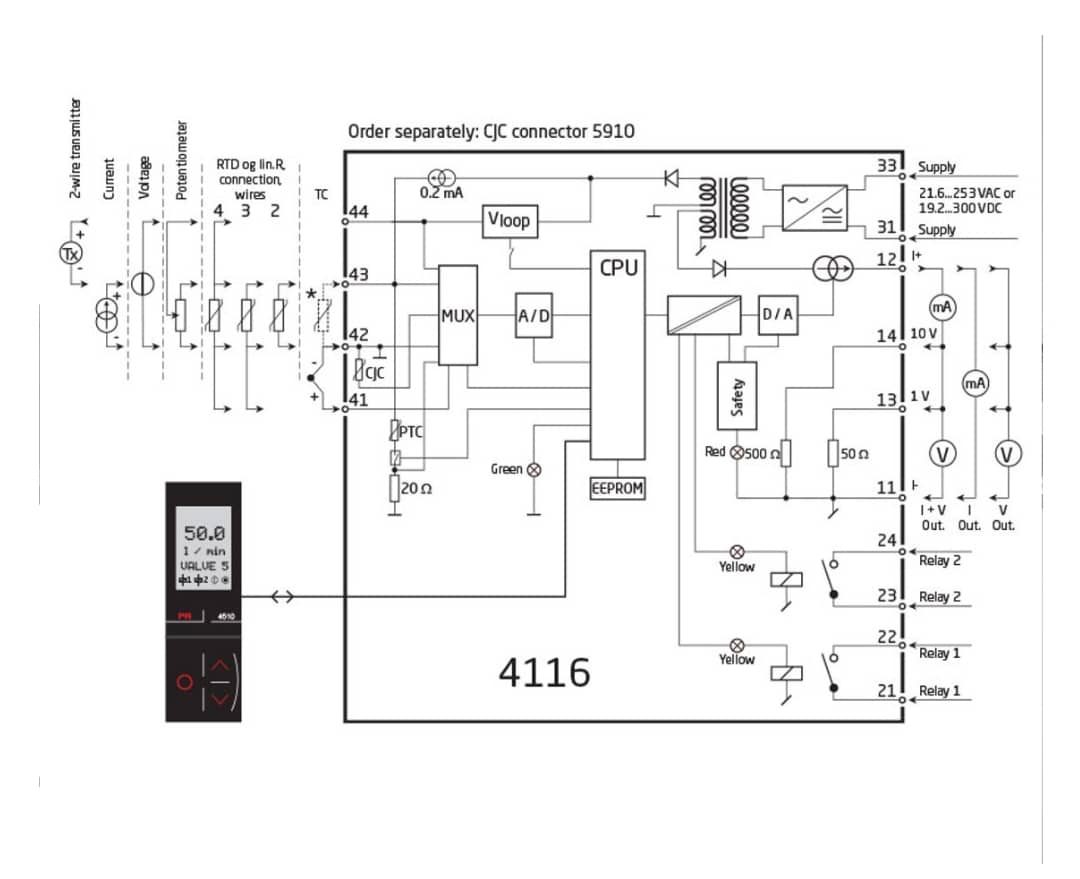 Order separately: CJC connector 5910
2-wire transmitter
Current
Voltage
Potentiometer
RTD og lin.R,
connection,
wires
4 3 2
TC
Tx
+
-
+
-
*
-
+
44
43
42
41
0.2 mA
Vloop
MUX
A/D
CPU
EEPROM
CJC
PTC
20 Ω
Green
D/A
Safety
Red
500 Ω
50 Ω
Yellow
Yellow
33 Supply
21.6...253 VAC or
19.2...300 VDC
31 Supply
12 I+
14 10 V
13 1 V
11 I-
mA
mA
V
V
I + V
Out.
I
Out.
V
Out.
24
Relay 2
23 Relay 2
22
Relay 1
21 Relay 1
4116
50.0
l / min
VALVE 5
PR 4510